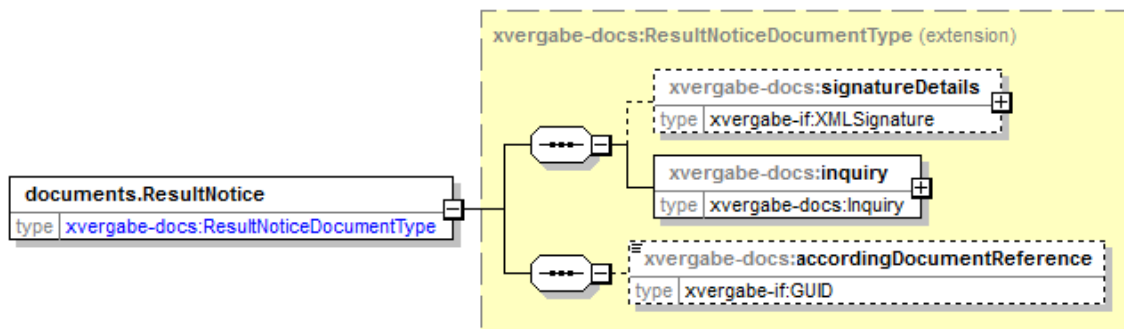 xvergabe-docs:ResultNoticeDocumentType (extension)
xvergabe-docs:signatureDetails
type xvergabe-if:XMLSignature
xvergabe-docs:inquiry
type xvergabe-docs:Inquiry
documents.ResultNotice
type xvergabe-docs:ResultNoticeDocumentType
xvergabe-docs:accordingDocumentReference
type xvergabe-if:GUID